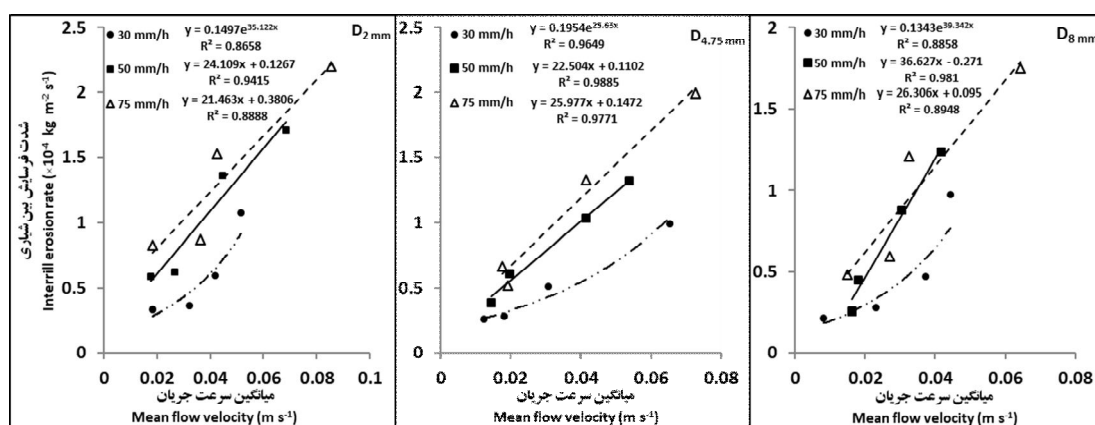 شدت فرسایش بین شیاری
Interrill erosion rate (×10⁻⁴ kg m⁻² s⁻¹)
D2 mm
30 mm/h y = 0.1497e^35.122x
R² = 0.8658
50 mm/h y = 24.109x + 0.1267
R² = 0.9415
75 mm/h y = 21.463x + 0.3806
R² = 0.8888
2.5
2
1.5
1
0.5
0
0 0.02 0.04 0.06 0.08 0.1
میانگین سرعت جریان
Mean flow velocity (m s⁻¹)
D4.75 mm
30 mm/h y = 0.1954e^25.63x
R² = 0.9649
50 mm/h y = 22.504x + 0.1102
R² = 0.9885
75 mm/h y = 25.977x + 0.1472
R² = 0.9771
2.5
2
1.5
1
0.5
0
0 0.02 0.04 0.06 0.08
میانگین سرعت جریان
Mean flow velocity (m s⁻¹)
D8 mm
30 mm/h y = 0.1343e^39.342x
R² = 0.8858
50 mm/h y = 36.627x - 0.271
R² = 0.981
75 mm/h y = 26.306x + 0.095
R² = 0.8948
2
1.5
1
0.5
0
0 0.02 0.04 0.06 0.08
میانگین سرعت جریان
Mean flow velocity (m s⁻¹)